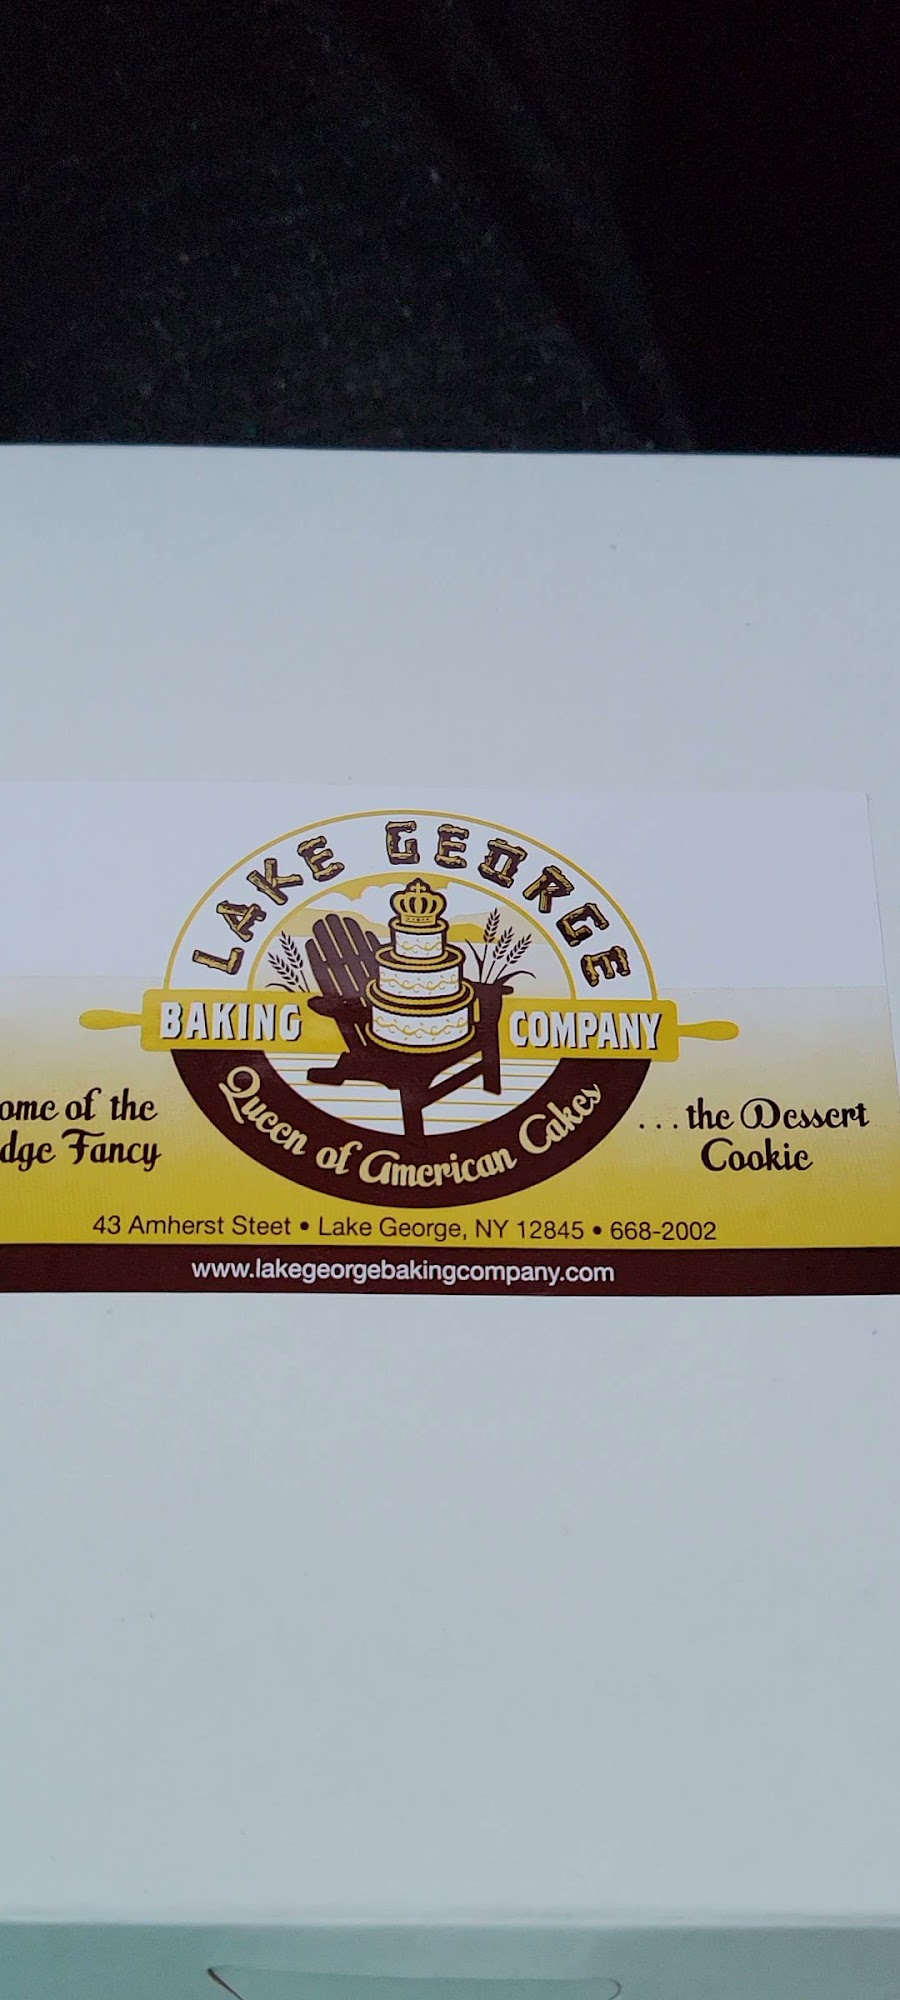 LAKE GEORGE
BAKING COMPANY
Queen of American Cakes
ome of the
dge Fancy
...the Dessert
Cookie
43 Amherst Steet • Lake George, NY 12845 • 668-2002
www.lakegeorgebakingcompany.com